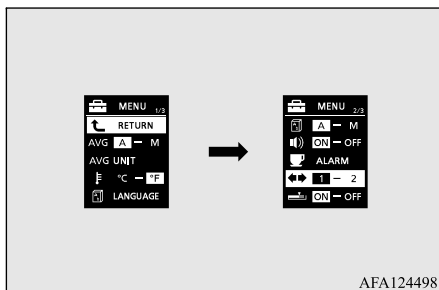 MENU 1/3
RETURN
AVG A – M
AVG UNIT
°C – °F
LANGUAGE
MENU 2/3
A – M
ON – OFF
ALARM
1 – 2
ON – OFF
AFA124498